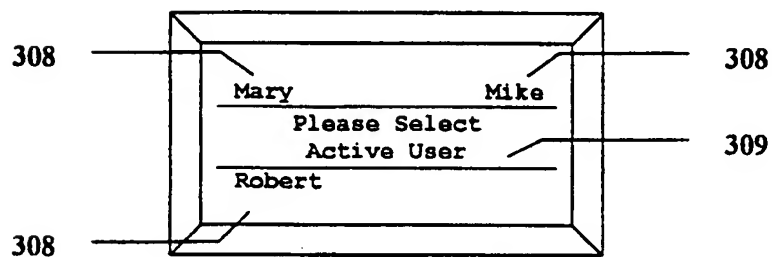 308 308
Mary Mike
Please Select
Active User
309
Robert
308